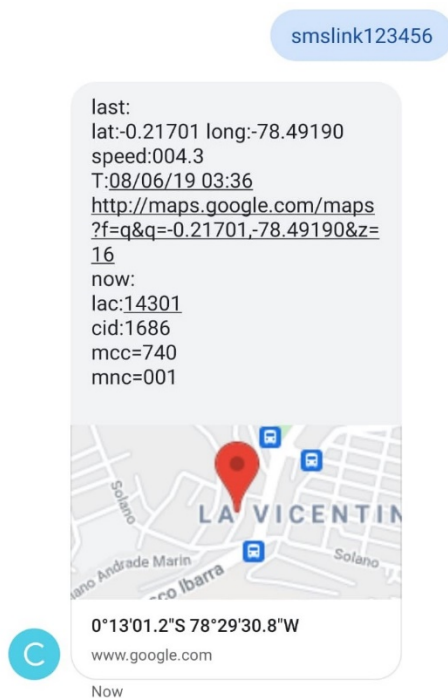 smslink123456
last:
lat:-0.21701 long:-78.49190
speed:004.3
T:08/06/19 03:36
http://maps.google.com/maps
?f=q&q=-0.21701,-78.49190&z=
16
now:
lac:14301
cid:1686
mcc=740
mnc=001
Solano
LA VICENTIN
ano Andrade Marin
sco Ibarra
Solano
0°13'01.2"S 78°29'30.8"W
www.google.com
C
Now